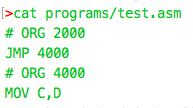 >cat programs/test.asm
# ORG 2000
JMP 4000
# ORG 4000
MOV C,D